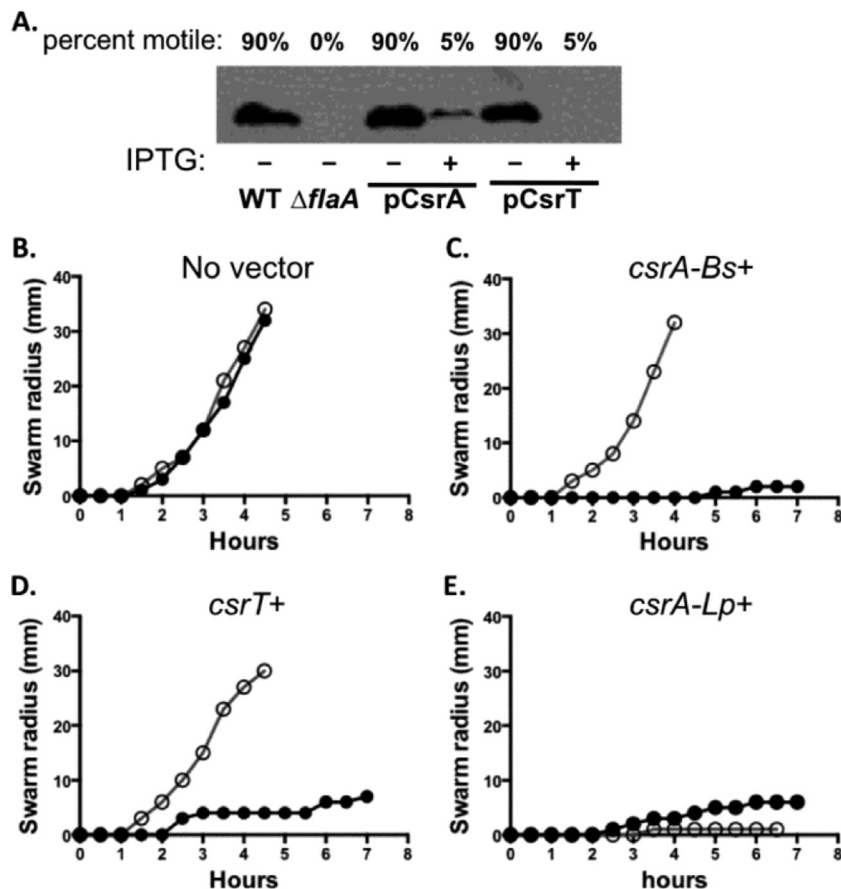 A.
percent motile: 90% 0% 90% 5% 90% 5%
IPTG: – – – + – +
WT ΔflaA pCsrA pCsrT
B.
No vector
Swarm radius (mm)
40
30
20
10
0
0 1 2 3 4 5 6 7 8
Hours
C.
csrA-Bs+
Swarm radius (mm)
40
30
20
10
0
0 1 2 3 4 5 6 7 8
Hours
D.
csrT+
Swarm radius (mm)
40
30
20
10
0
0 1 2 3 4 5 6 7 8
Hours
E.
csrA-Lp+
Swarm radius (mm)
40
30
20
10
0
0 1 2 3 4 5 6 7 8
hours